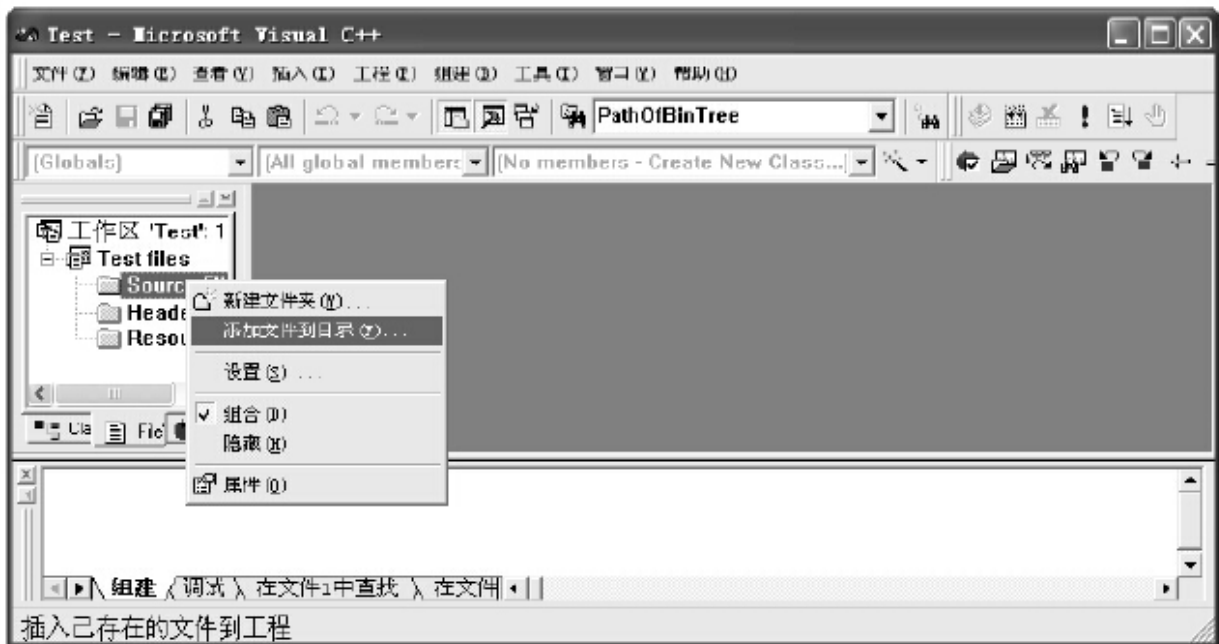 Test - Microsoft Visual C++
文件(F) 编辑(E) 查看(V) 插入(I) 工程(P) 组建(B) 工具(T) 窗口(W) 帮助(H)
PathOfBinTree
(Globals) (All global members (No members - Create New Class...)
工作区 'Test': 1
Test files
Sourc
Heade
Resou
新建文件夹(N)...
添加文件到目录(F)...
设置(S) ...
组合(D)
隐藏(H)
属性(O)
Cla File
组建 调试 在文件1中查找 在文件
插入已存在的文件到工程